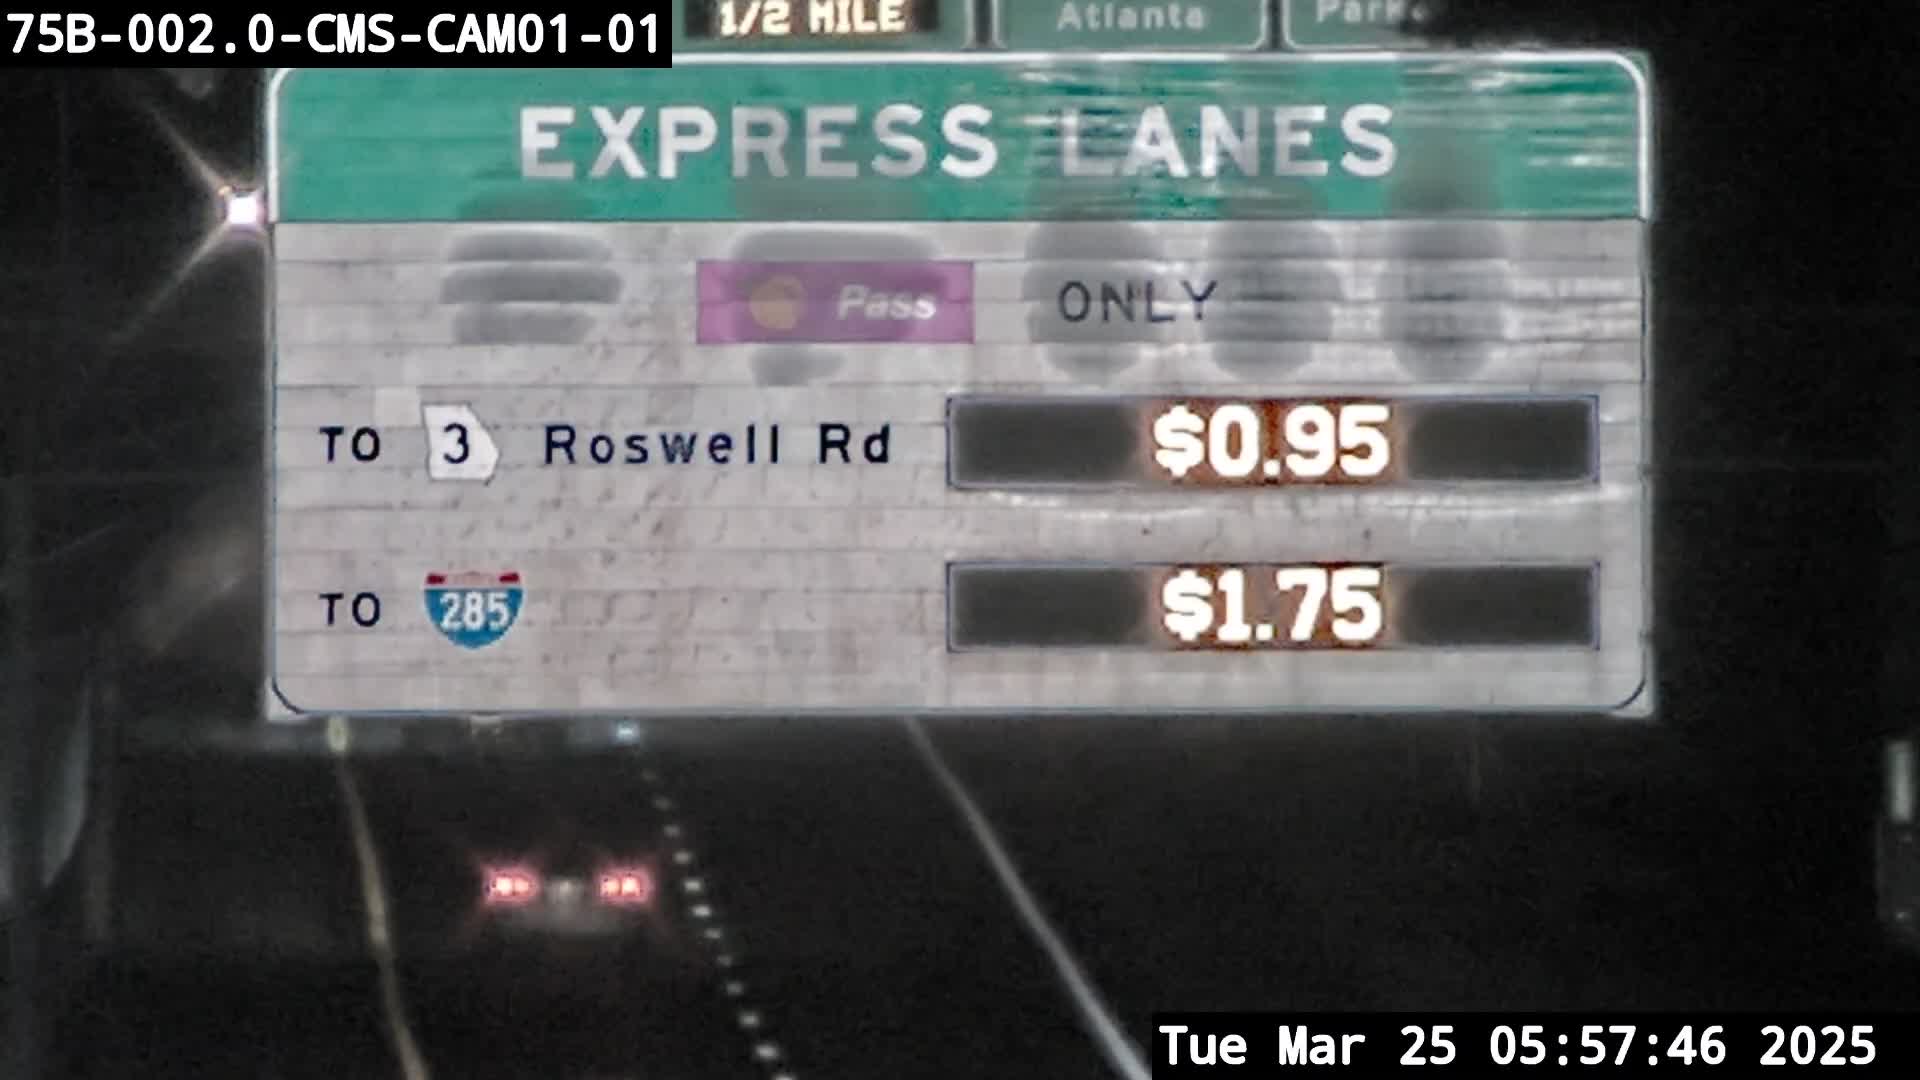 75B-002.0-CMS-CAM01-01
1/2 MILE
Atlanta
EXPRESS LANES
Pass ONLY
TO 3 Roswell Rd $0.95
TO 285 $1.75
Tue Mar 25 05:57:46 2025